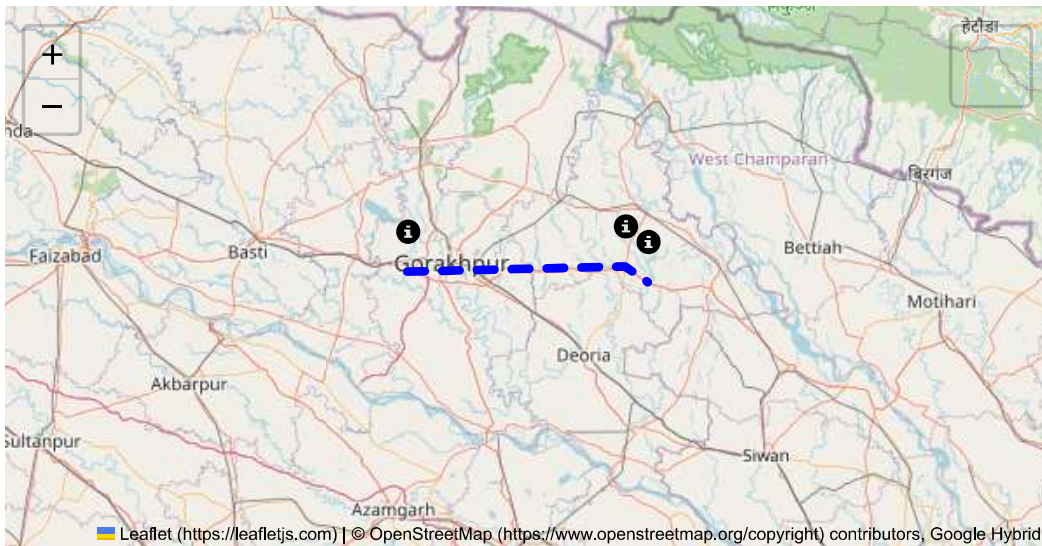 हेटौडा
+
−
nda
West Champaran
बिरगंज
Faizabad
Basti
Gorakhpur
Bettiah
Motihari
Deoria
Akbarpur
Sultanpur
Siwan
Azamgarh
Leaflet (https://leafletjs.com) | © OpenStreetMap (https://www.openstreetmap.org/copyright) contributors, Google Hybrid